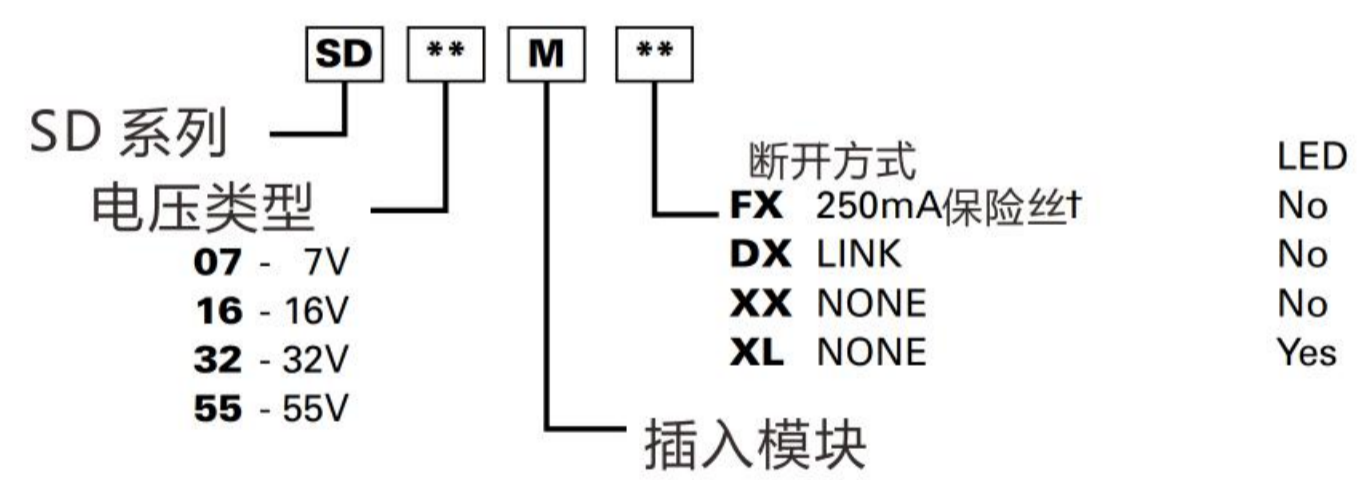 SD ** M **
SD 系列
电压类型
07 - 7V
16 - 16V
32 - 32V
55 - 55V
断开方式 LED
FX 250mA保险丝† No
DX LINK No
XX NONE No
XL NONE Yes
插入模块